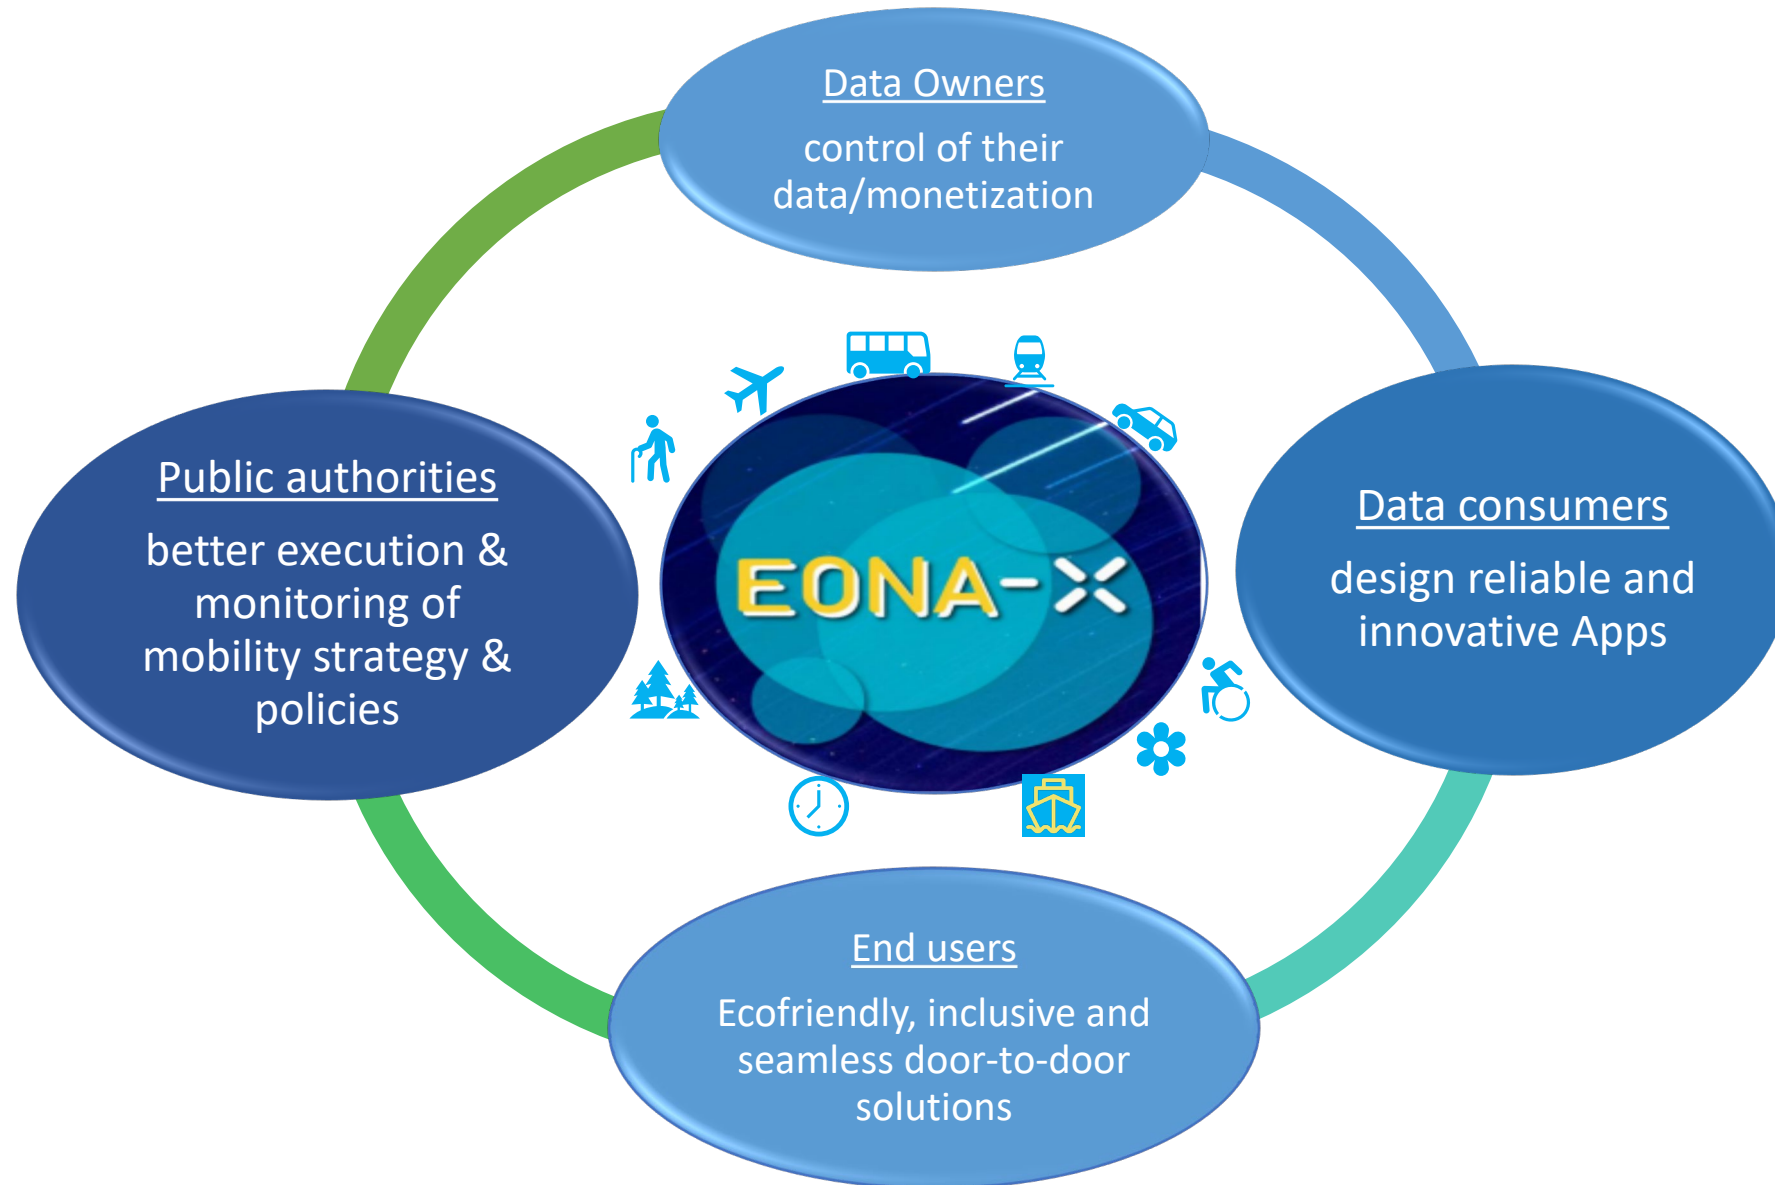 Data Owners
control of their
data/monetization
Public authorities
better execution &
monitoring of
mobility strategy &
policies
EONA-X
Data consumers
design reliable and
innovative Apps
End users
Ecofriendly, inclusive and
seamless door-to-door
solutions